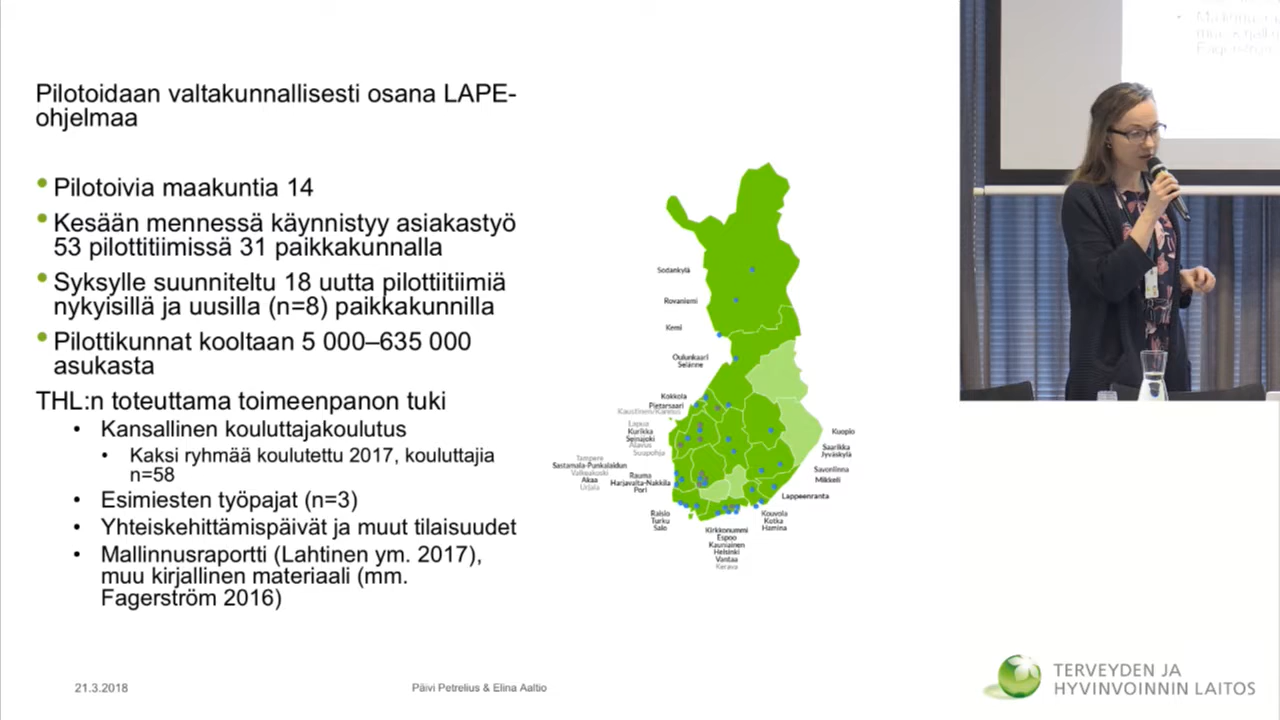 Pilotoidaan valtakunnallisesti osana LAPE-
ohjelmaa
• Pilotoivia maakuntia 14
• Kesään mennessä käynnistyy asiakastyö
53 pilottitiimissä 31 paikkakunnalla
• Syksylle suunniteltu 18 uutta pilottiitiimiä
nykyisillä ja uusilla (n=8) paikkakunnilla
• Pilottikunnat kooltaan 5 000–635 000
asukasta
THL:n toteuttama toimeenpanon tuki
• Kansallinen kouluttajakoulutus
• Kaksi ryhmää koulutettu 2017, kouluttajia
n=58
• Esimiesten työpajat (n=3)
• Yhteiskehittämispäivät ja muut tilaisuudet
• Mallinnusraportti (Lahtinen ym. 2017),
muu kirjallinen materiaali (mm.
Fagerström 2016)
Sodankylä
Rovaniemi
Kemi
Oulunkaari
Selänne
Kokkola
Pietarsaari
Kaustinen/Kannus
Lapua
Kurikka
Seinäjoki
Alavus
Suupohja
Tampere
Sastamala-Punkalaidun
Valkeakoski
Akaa
Urjala
Rauma
Harjavalta-Nakkila
Pori
Raisio
Turku
Salo
Kirkkonummi
Espoo
Kauniainen
Helsinki
Vantaa
Kerava
Kouvola
Kotka
Hamina
Lappeenranta
Savonlinna
Mikkeli
Saarikka
Jyväskylä
Kuopio
21.3.2018
Päivi Petrelius & Elina Aaltio
TERVEYDEN JA
HYVINVOINNIN LAITOS